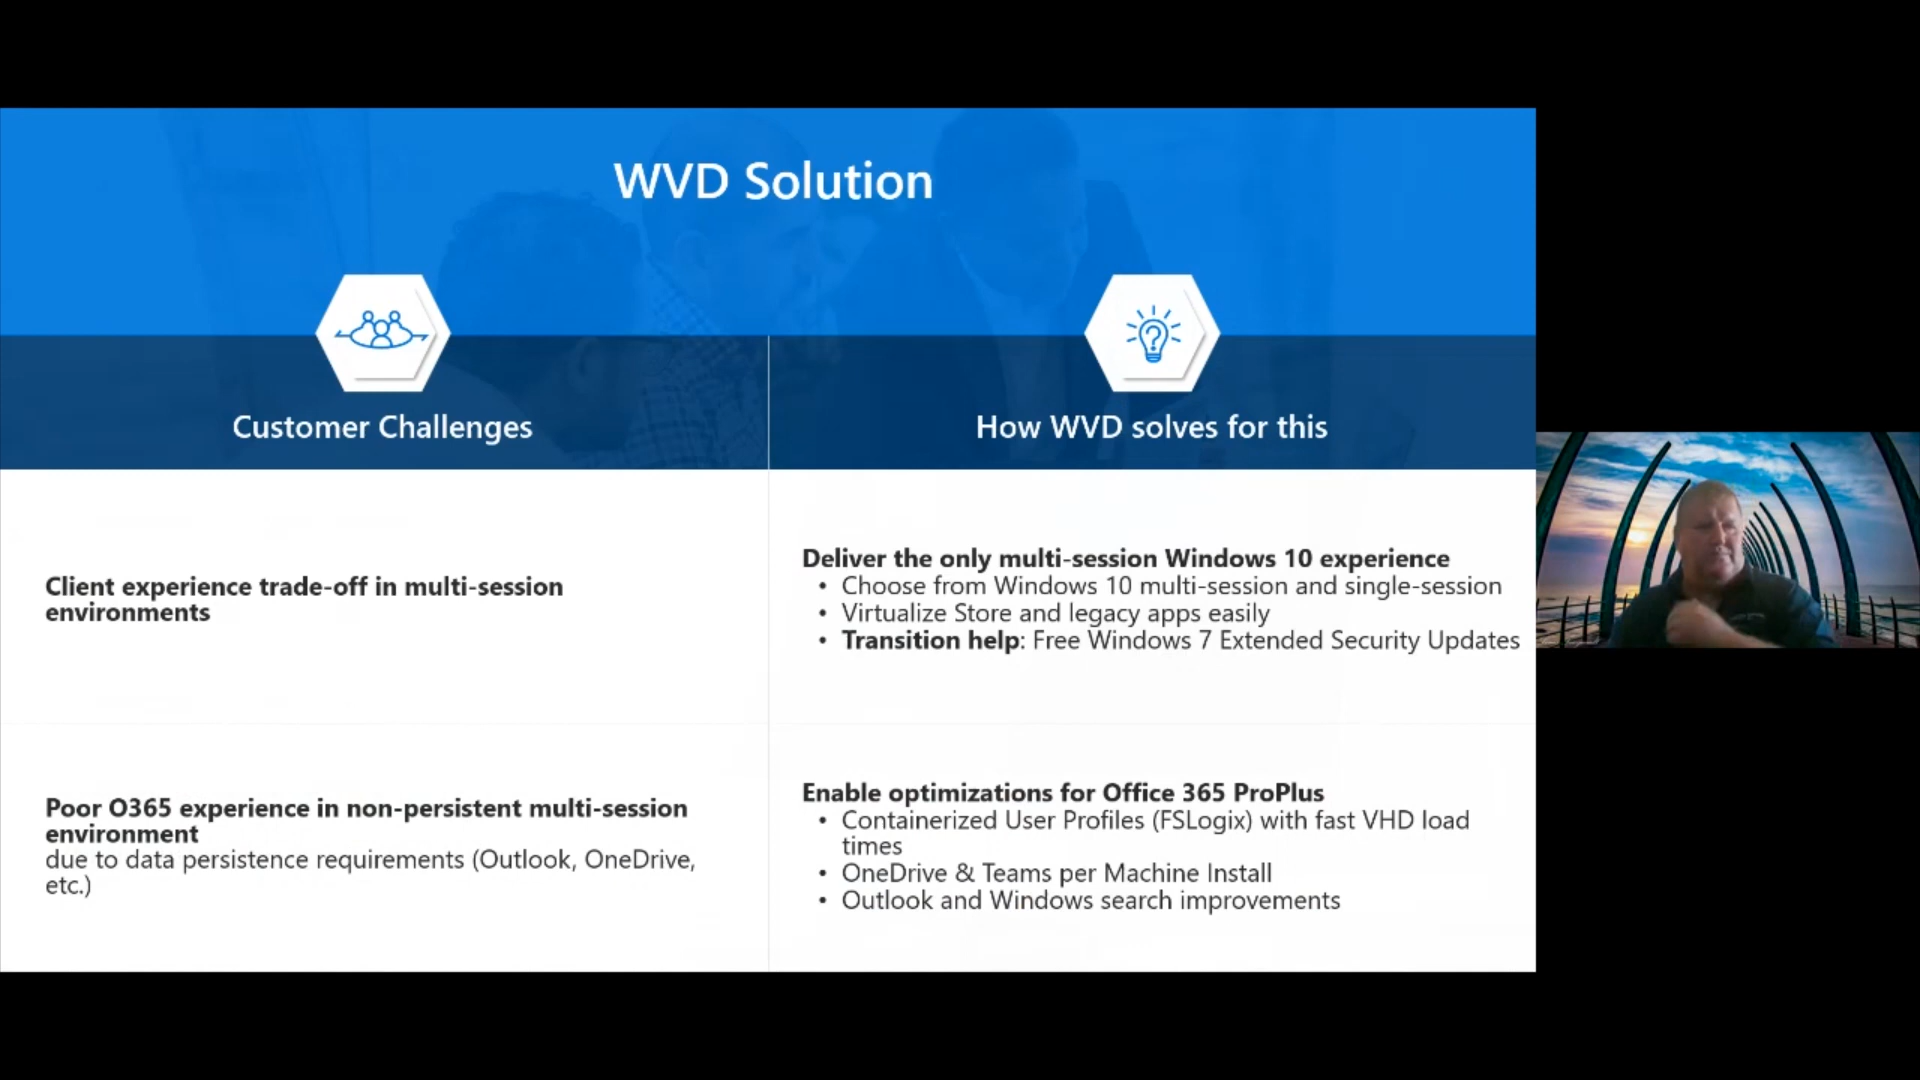 WVD Solution
Customer Challenges
How WVD solves for this
Client experience trade-off in multi-session
environments
Deliver the only multi-session Windows 10 experience
• Choose from Windows 10 multi-session and single-session
• Virtualize Store and legacy apps easily
• Transition help: Free Windows 7 Extended Security Updates
Poor O365 experience in non-persistent multi-session
environment
due to data persistence requirements (Outlook, OneDrive,
etc.)
Enable optimizations for Office 365 ProPlus
• Containerized User Profiles (FSLogix) with fast VHD load
times
• OneDrive & Teams per Machine Install
• Outlook and Windows search improvements